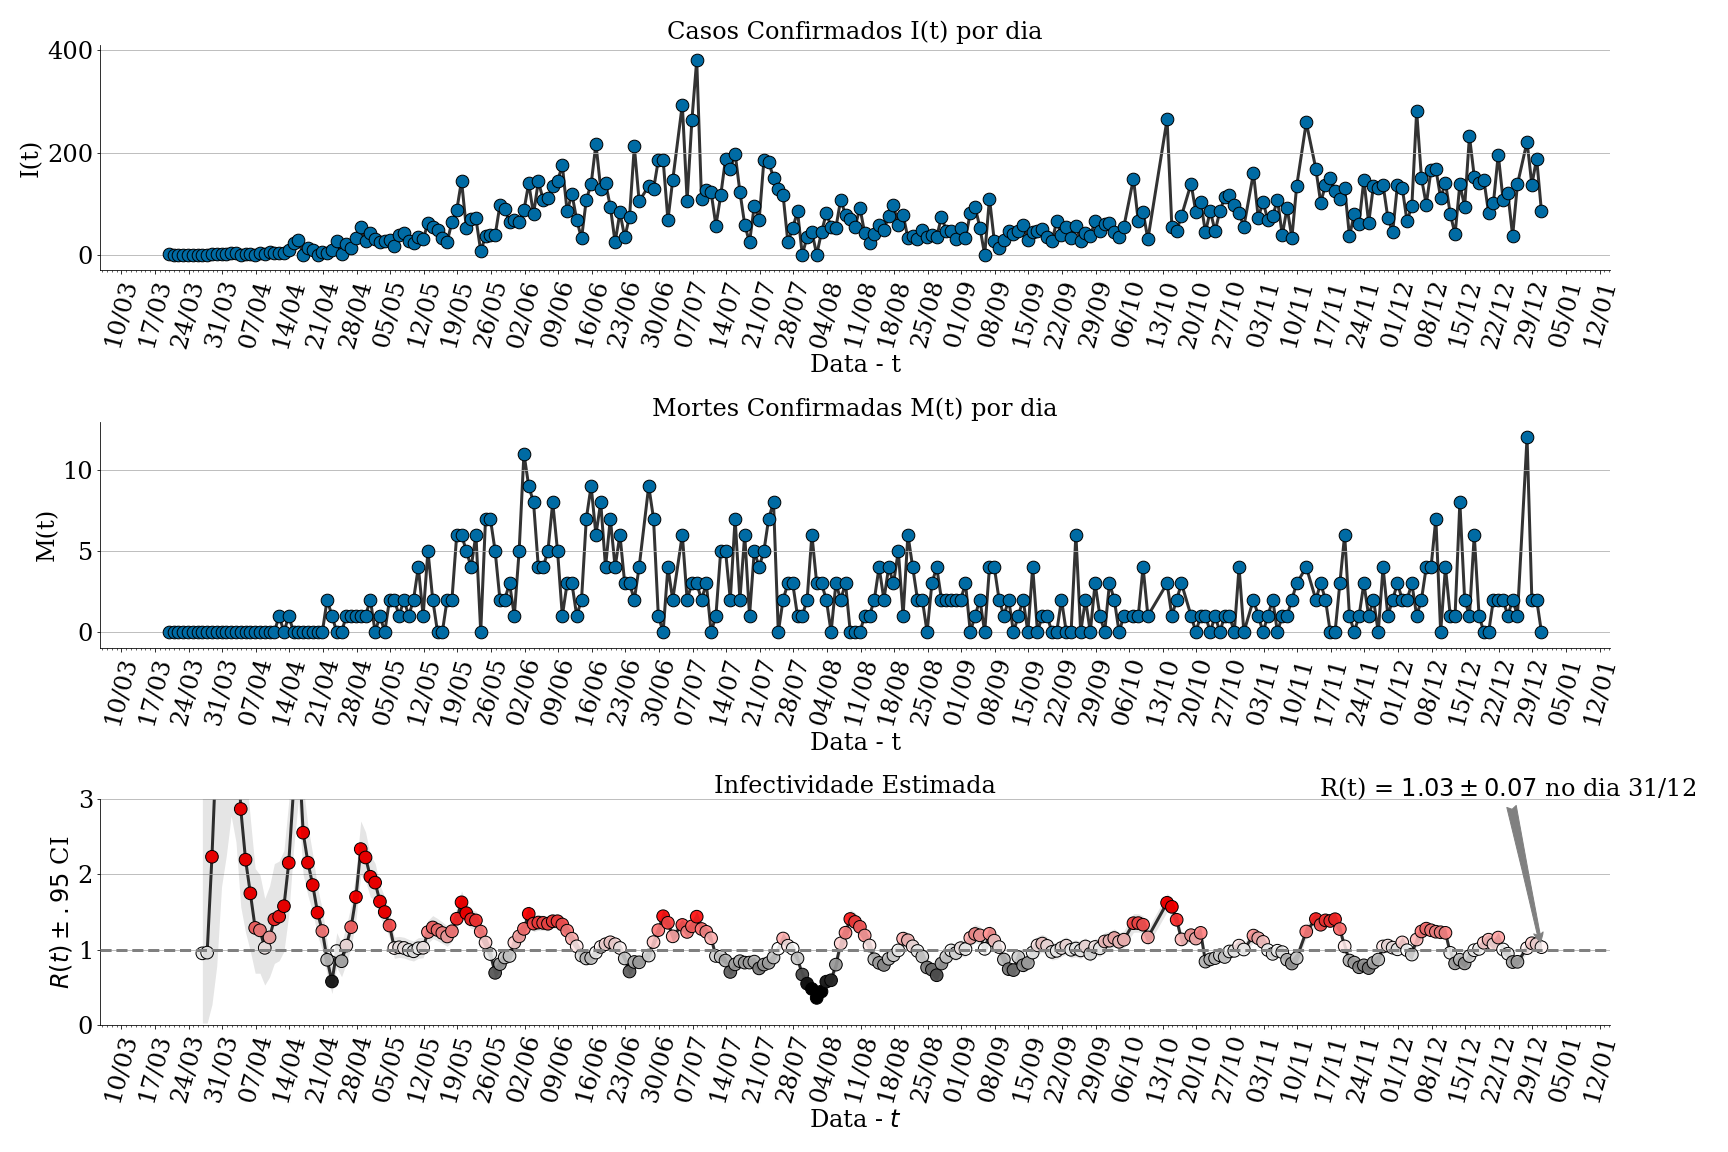 Casos Confirmados I(t) por dia
400
200
0
I(t)
10/03 17/03 24/03 31/03 07/04 14/04 21/04 28/04 05/05 12/05 19/05 26/05 02/06 09/06 16/06 23/06 30/06 07/07 14/07 21/07 28/07 04/08 11/08 18/08 25/08 01/09 08/09 15/09 22/09 29/09 06/10 13/10 20/10 27/10 03/11 10/11 17/11 24/11 01/12 08/12 15/12 22/12 29/12 05/01 12/01
Data - t
Mortes Confirmadas M(t) por dia
10
5
0
M(t)
10/03 17/03 24/03 31/03 07/04 14/04 21/04 28/04 05/05 12/05 19/05 26/05 02/06 09/06 16/06 23/06 30/06 07/07 14/07 21/07 28/07 04/08 11/08 18/08 25/08 01/09 08/09 15/09 22/09 29/09 06/10 13/10 20/10 27/10 03/11 10/11 17/11 24/11 01/12 08/12 15/12 22/12 29/12 05/01 12/01
Data - t
Infectividade Estimada
R(t) = 1.03 ± 0.07 no dia 31/12
3
2
1
0
R(t) ± .95 CI
10/03 17/03 24/03 31/03 07/04 14/04 21/04 28/04 05/05 12/05 19/05 26/05 02/06 09/06 16/06 23/06 30/06 07/07 14/07 21/07 28/07 04/08 11/08 18/08 25/08 01/09 08/09 15/09 22/09 29/09 06/10 13/10 20/10 27/10 03/11 10/11 17/11 24/11 01/12 08/12 15/12 22/12 29/12 05/01 12/01
Data - t